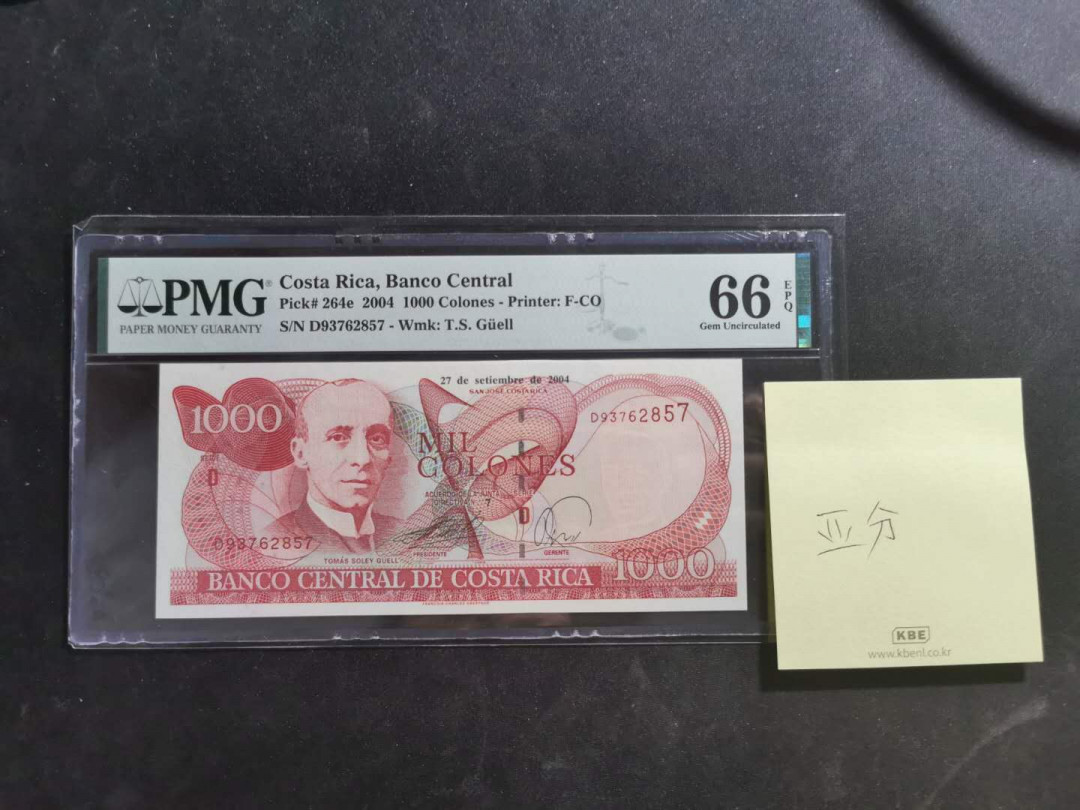 PMG
PAPER MONEY GUARANTY
Costa Rica, Banco Central
Pick# 264e 2004 1000 Colones - Printer: F-CO
S/N D93762857 - Wmk: T.S. Güell
66
EPQ
Gem Uncirculated
27 de setiembre de 2004
SAN JOSE, COSTA RICA
1000
D93762857
MIL
COLONES
SERIE
D
D
D93762857
TOMÁS SOLEY GUELL
PRESIDENTE
GERENTE
1000
BANCO CENTRAL DE COSTA RICA
亚分
KBE
www.kbenl.co.kr